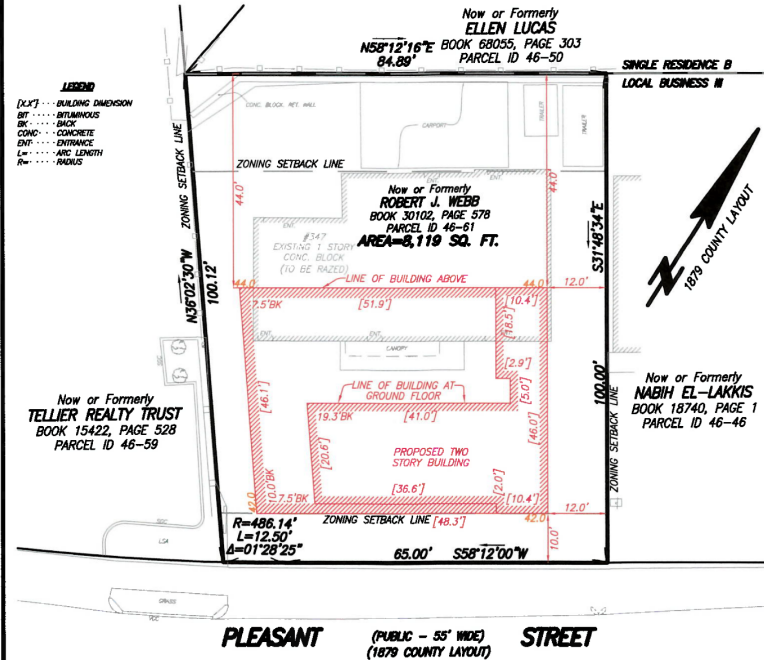 Now or Formerly
ELLEN LUCAS
BOOK 68055, PAGE 303
PARCEL ID 46-50
N58°12'16"E
84.89'
SINGLE RESIDENCE B
LOCAL BUSINESS III
LEGEND
[X.X'] · · · BUILDING DIMENSION
BIT · · · · · BITUMINOUS
BK · · · · · BACK
CONC · · · · CONCRETE
ENT · · · · · ENTRANCE
L= · · · · · ARC LENGTH
R= · · · · · RADIUS
CONC. BLOCK. RET. WALL
CARPORT
TRAILER
TRAILER
ZONING SETBACK LINE
ZONING SETBACK LINE
44.0'
44.0'
ENT.
ENT.
Now or Formerly
ROBERT J. WEBB
BOOK 30102, PAGE 578
PARCEL ID 46-61
AREA=8,119 SQ. FT.
#347
EXISTING 1 STORY
CONC. BLOCK
(TO BE RAZED)
S31°48'34"E
100.00'
1879 COUNTY LAYOUT
N36°02'30"W
100.12'
LINE OF BUILDING ABOVE
44.0
44.0
12.0'
7.5'BK
[51.9']
[10.4']
[18.5']
ENT.
ENT.
CANOPY
[2.9']
[5.0']
LINE OF BUILDING AT
GROUND FLOOR
[46.1']
19.3'BK
[41.0']
[46.0']
[20.6']
PROPOSED TWO
STORY BUILDING
[36.6']
[2.0']
[10.4']
10.0'BK
17.5'BK
42.0
42.0
12.0'
ZONING SETBACK LINE
[48.3']
ZONING SETBACK LINE
10.0'
Now or Formerly
TELLIER REALTY TRUST
BOOK 15422, PAGE 528
PARCEL ID 46-59
Now or Formerly
NABIH EL-LAKKIS
BOOK 18740, PAGE 1
PARCEL ID 46-46
LSA
R=486.14'
L=12.50'
Δ=01°28'25"
65.00'
S58°12'00"W
GRASS
VCC
PLEASANT
(PUBLIC - 55' WIDE)
(1879 COUNTY LAYOUT)
STREET